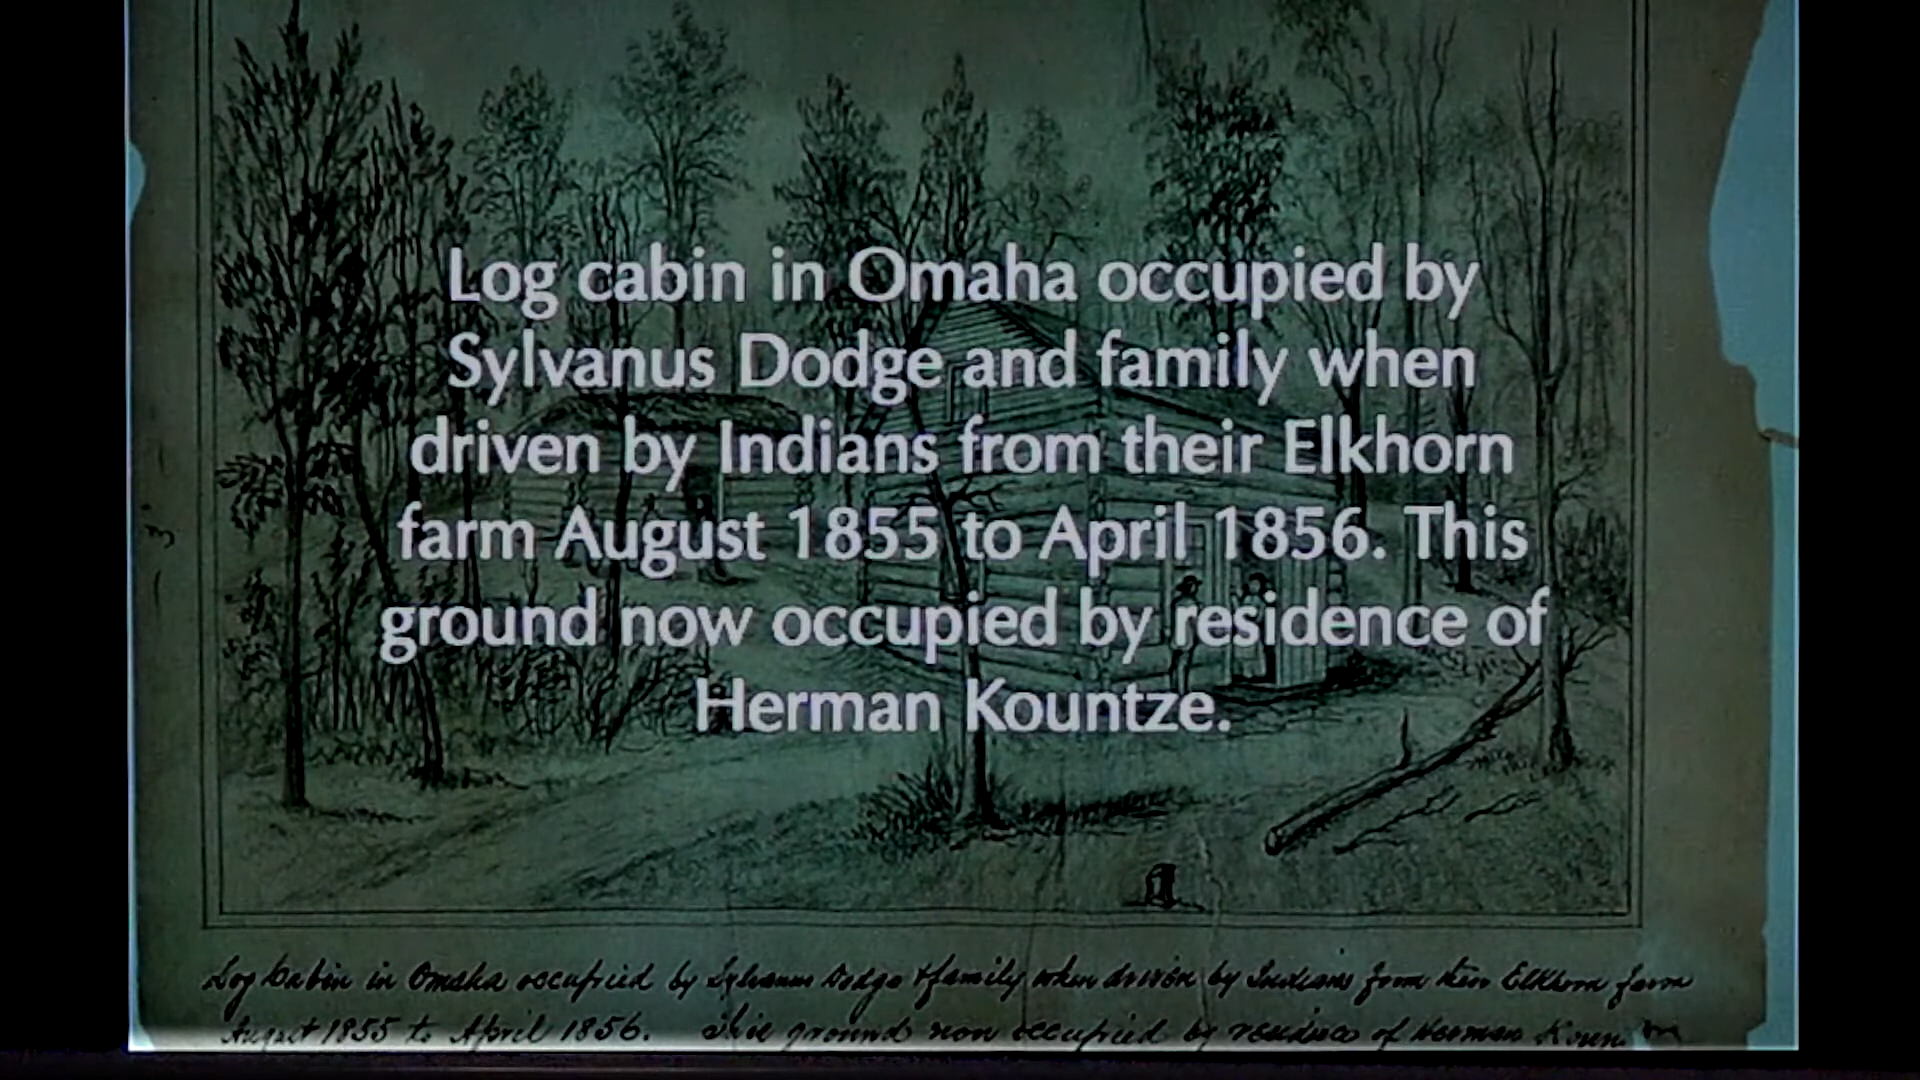 Log cabin in Omaha occupied by
Sylvanus Dodge and family when
driven by Indians from their Elkhorn
farm August 1855 to April 1856. This
ground now occupied by residence of
Herman Kountze.
Log Cabin in Omaha occupied by Sylvanus Dodge & family when driven by Indians from their Elkhorn farm
August 1855 to April 1856. This ground now occupied by residence of Herman